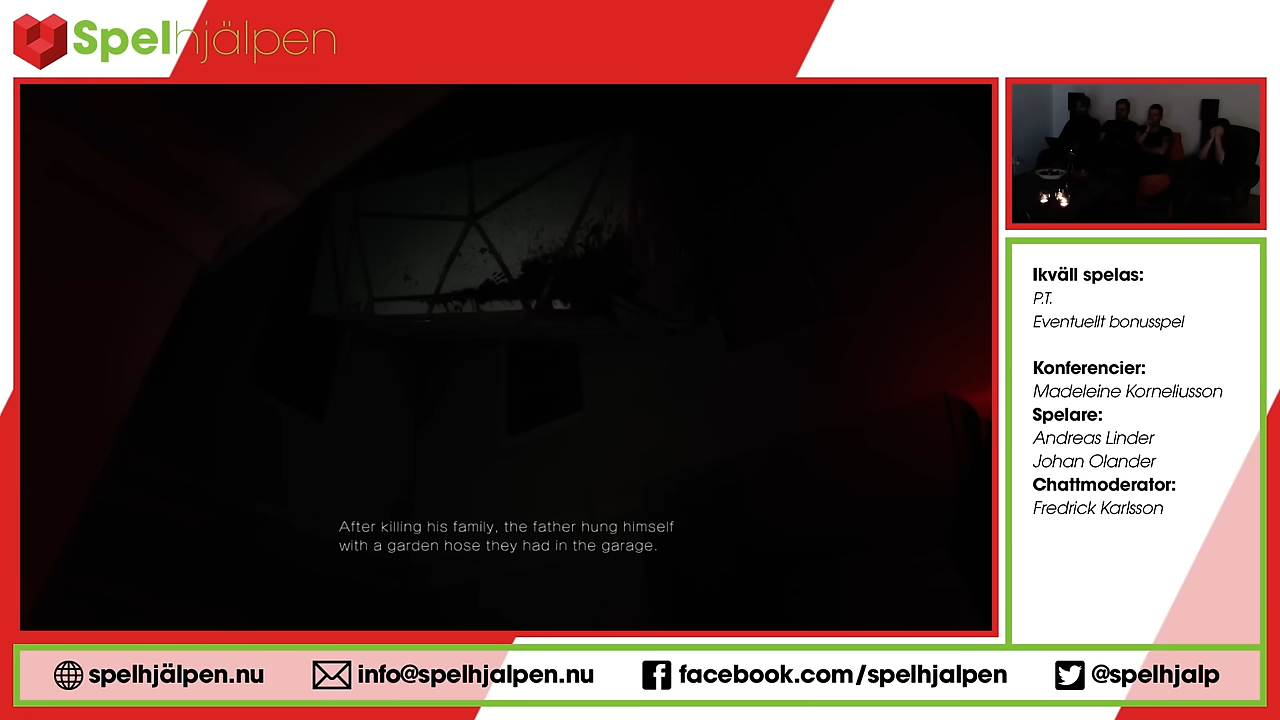 Spelhjälpen
After killing his family, the father hung himself
with a garden hose they had in the garage.
Ikväll spelas:
P.T.
Eventuellt bonusspel
Konferencier:
Madeleine Korneliusson
Spelare:
Andreas Linder
Johan Olander
Chattmoderator:
Fredrick Karlsson
spelhjälpen.nu
info@spelhjalpen.nu
facebook.com/spelhjalpen
@spelhjalp